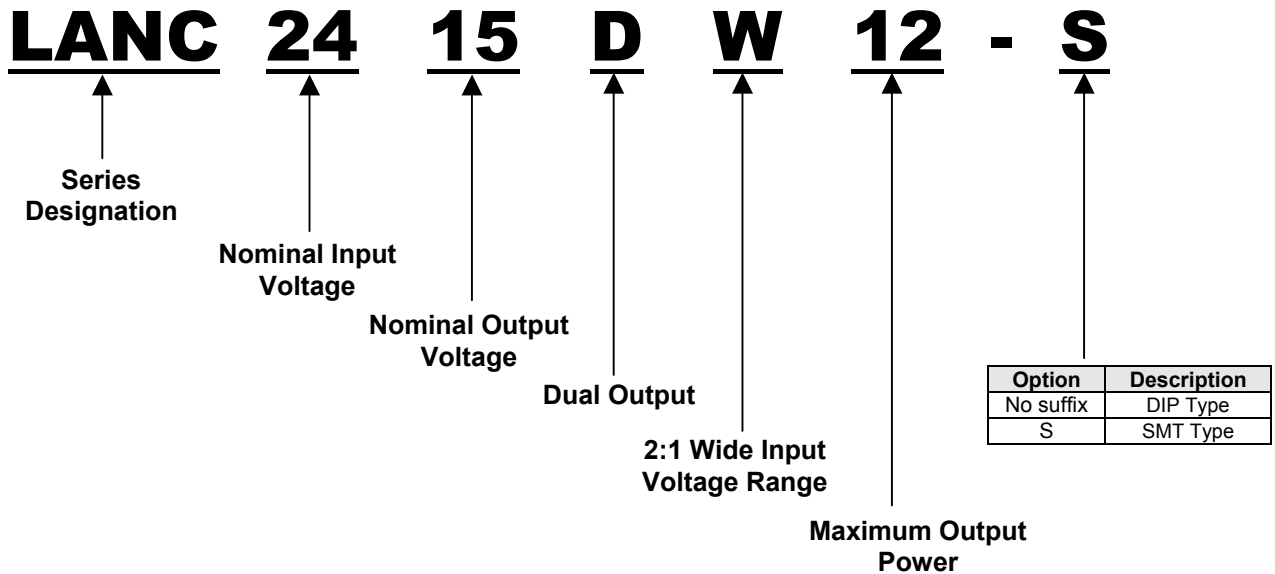 LANC 24 15 D W 12 - S
Series
Designation
Nominal Input
Voltage
Nominal Output
Voltage
Dual Output
2:1 Wide Input
Voltage Range
Maximum Output
Power
Option Description
No suffix DIP Type
S SMT Type